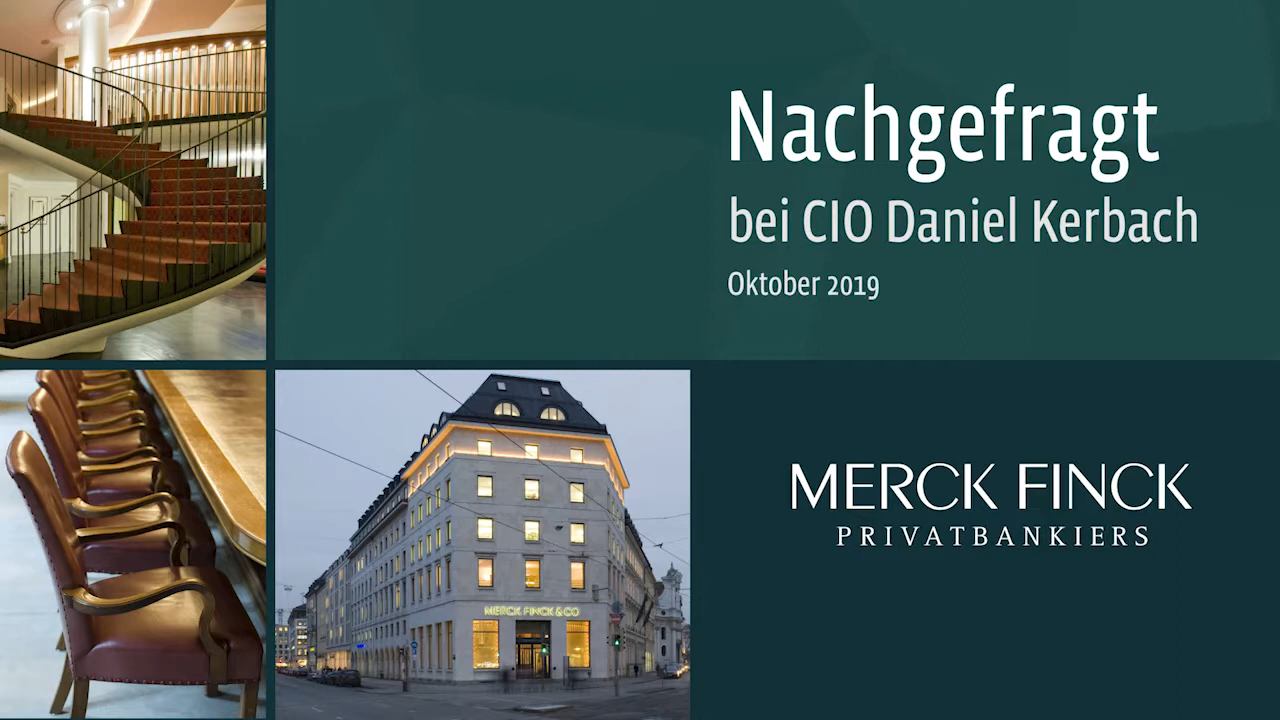 Nachgefragt
bei CIO Daniel Kerbach
Oktober 2019
MERCK FINCK
PRIVATBANKIERS
MERCK FINCK & CO